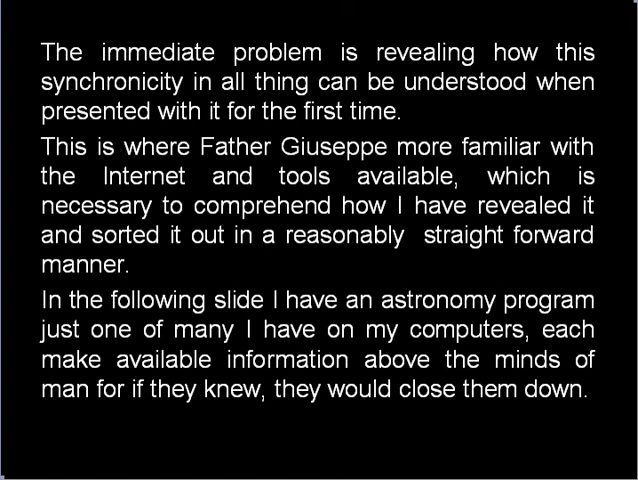 The immediate problem is revealing how this
synchronicity in all thing can be understood when
presented with it for the first time.
This is where Father Giuseppe more familiar with
the Internet and tools available, which is
necessary to comprehend how I have revealed it
and sorted it out in a reasonably straight forward
manner.
In the following slide I have an astronomy program
just one of many I have on my computers, each
make available information above the minds of
man for if they knew, they would close them down.